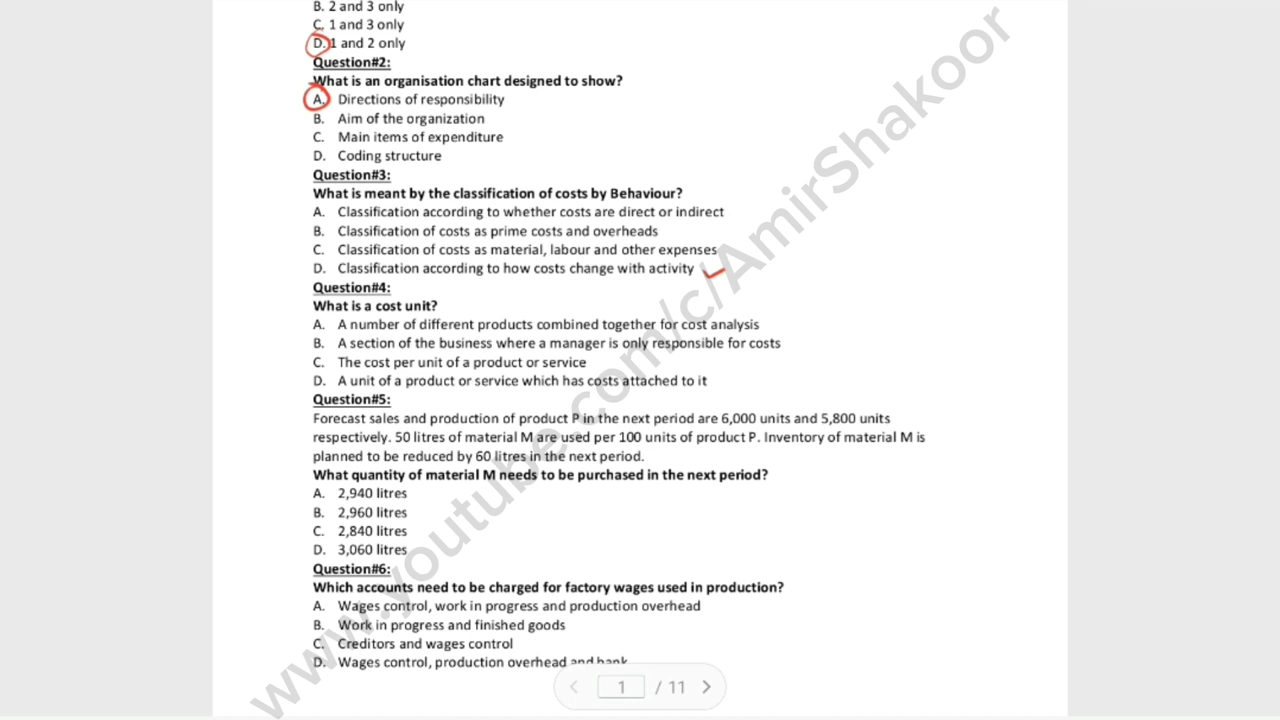 B. 2 and 3 only
C. 1 and 3 only
D. 1 and 2 only
Question#2:
What is an organisation chart designed to show?
A. Directions of responsibility
B. Aim of the organization
C. Main items of expenditure
D. Coding structure
Question#3:
What is meant by the classification of costs by Behaviour?
A. Classification according to whether costs are direct or indirect
B. Classification of costs as prime costs and overheads
C. Classification of costs as material, labour and other expenses
D. Classification according to how costs change with activity
Question#4:
What is a cost unit?
A. A number of different products combined together for cost analysis
B. A section of the business where a manager is only responsible for costs
C. The cost per unit of a product or service
D. A unit of a product or service which has costs attached to it
Question#5:
Forecast sales and production of product P in the next period are 6,000 units and 5,800 units
respectively. 50 litres of material M are used per 100 units of product P. Inventory of material M is
planned to be reduced by 60 litres in the next period.
What quantity of material M needs to be purchased in the next period?
A. 2,940 litres
B. 2,960 litres
C. 2,840 litres
D. 3,060 litres
Question#6:
Which accounts need to be charged for factory wages used in production?
A. Wages control, work in progress and production overhead
B. Work in progress and finished goods
C. Creditors and wages control
D. Wages control, production overhead and bank
1 / 11
www.youtube.com/c/AmirShakoor